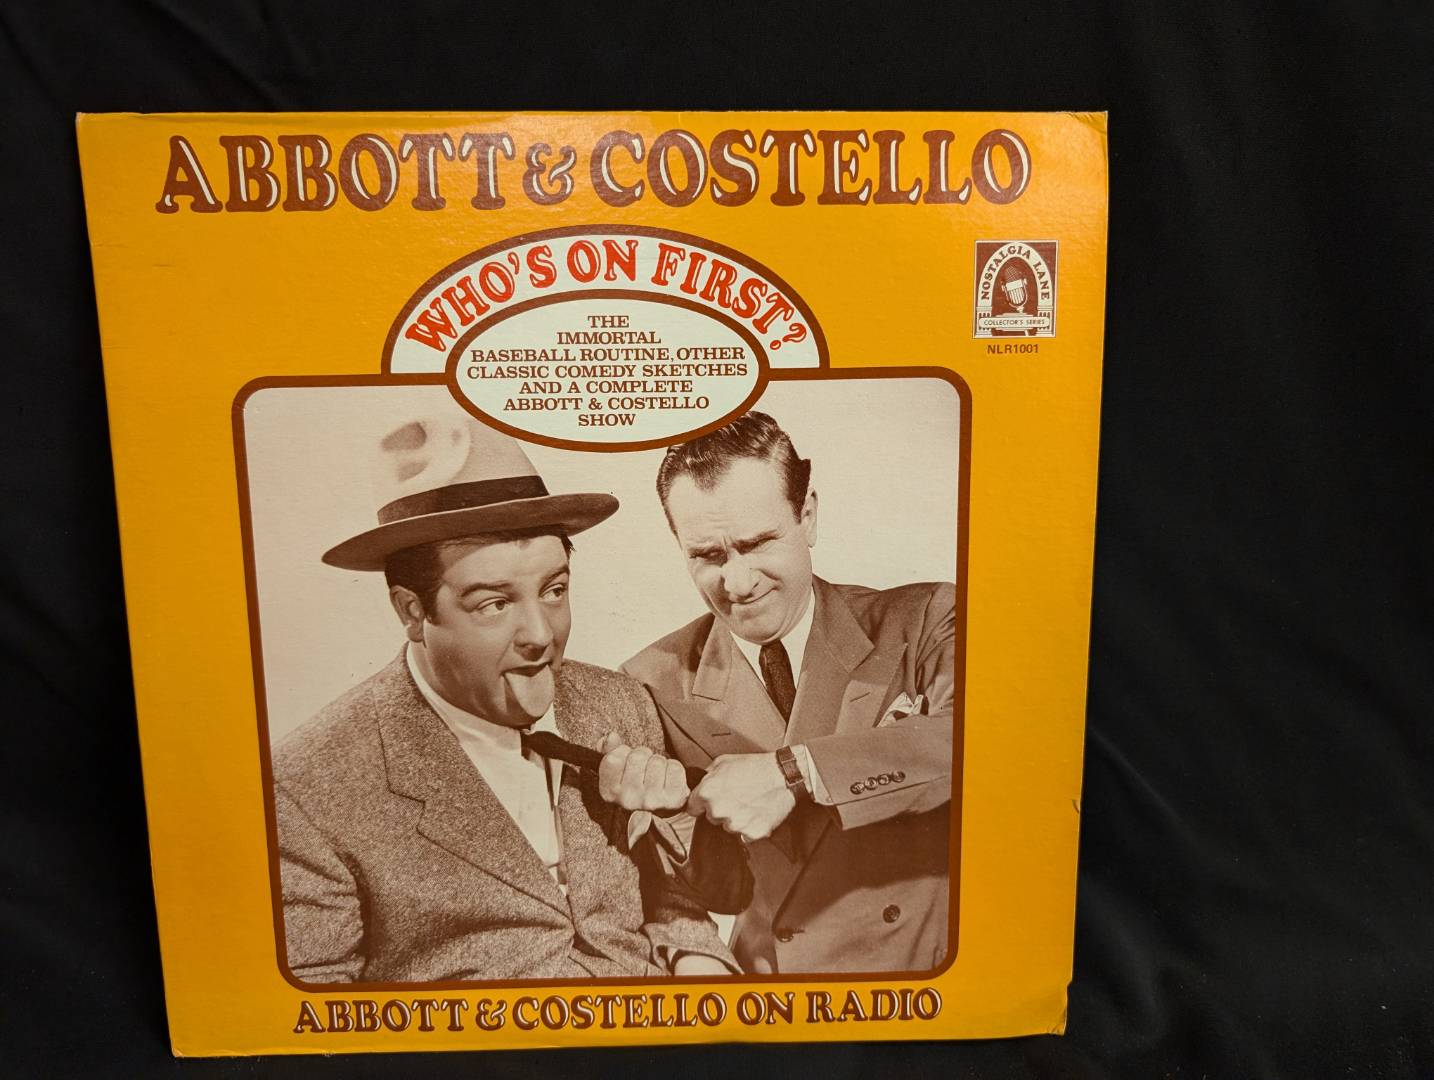 ABBOTT & COSTELLO
WHO'S ON FIRST?
THE
IMMORTAL
BASEBALL ROUTINE, OTHER
CLASSIC COMEDY SKETCHES
AND A COMPLETE
ABBOTT & COSTELLO
SHOW
NOSTALGIA LANE
COLLECTOR'S SERIES
NLR1001
ABBOTT & COSTELLO ON RADIO